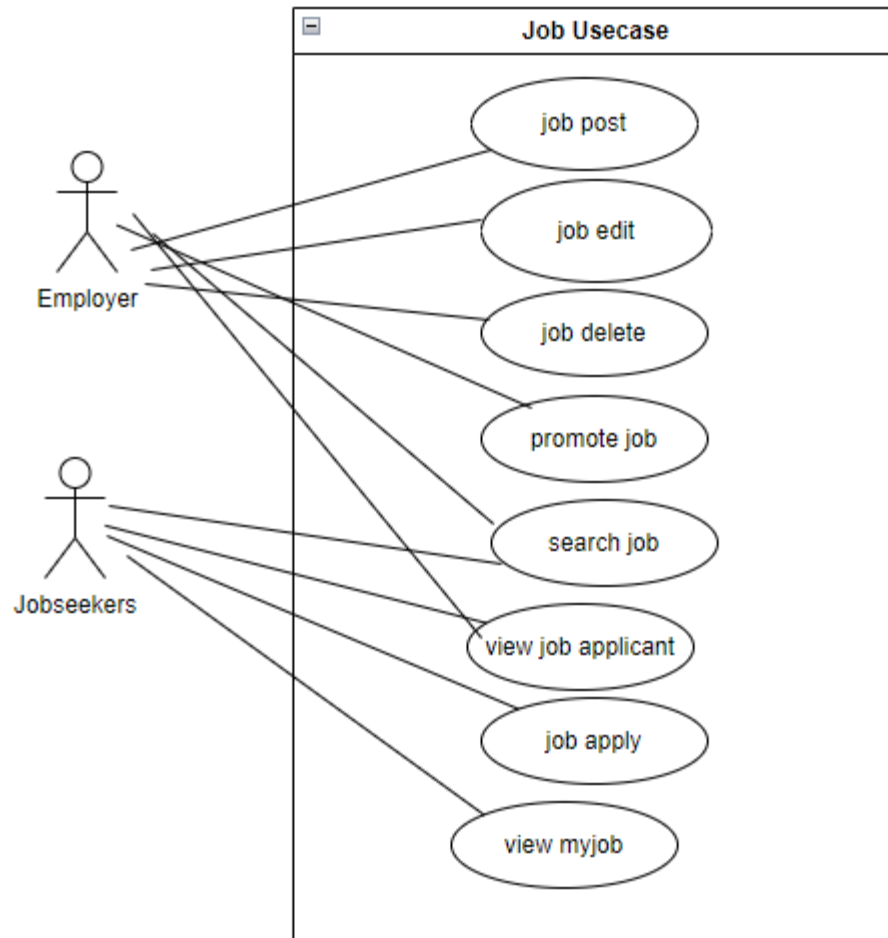 Job Usecase
job post
job edit
Employer
job delete
promote job
search job
Jobseekers
view job applicant
job apply
view myjob